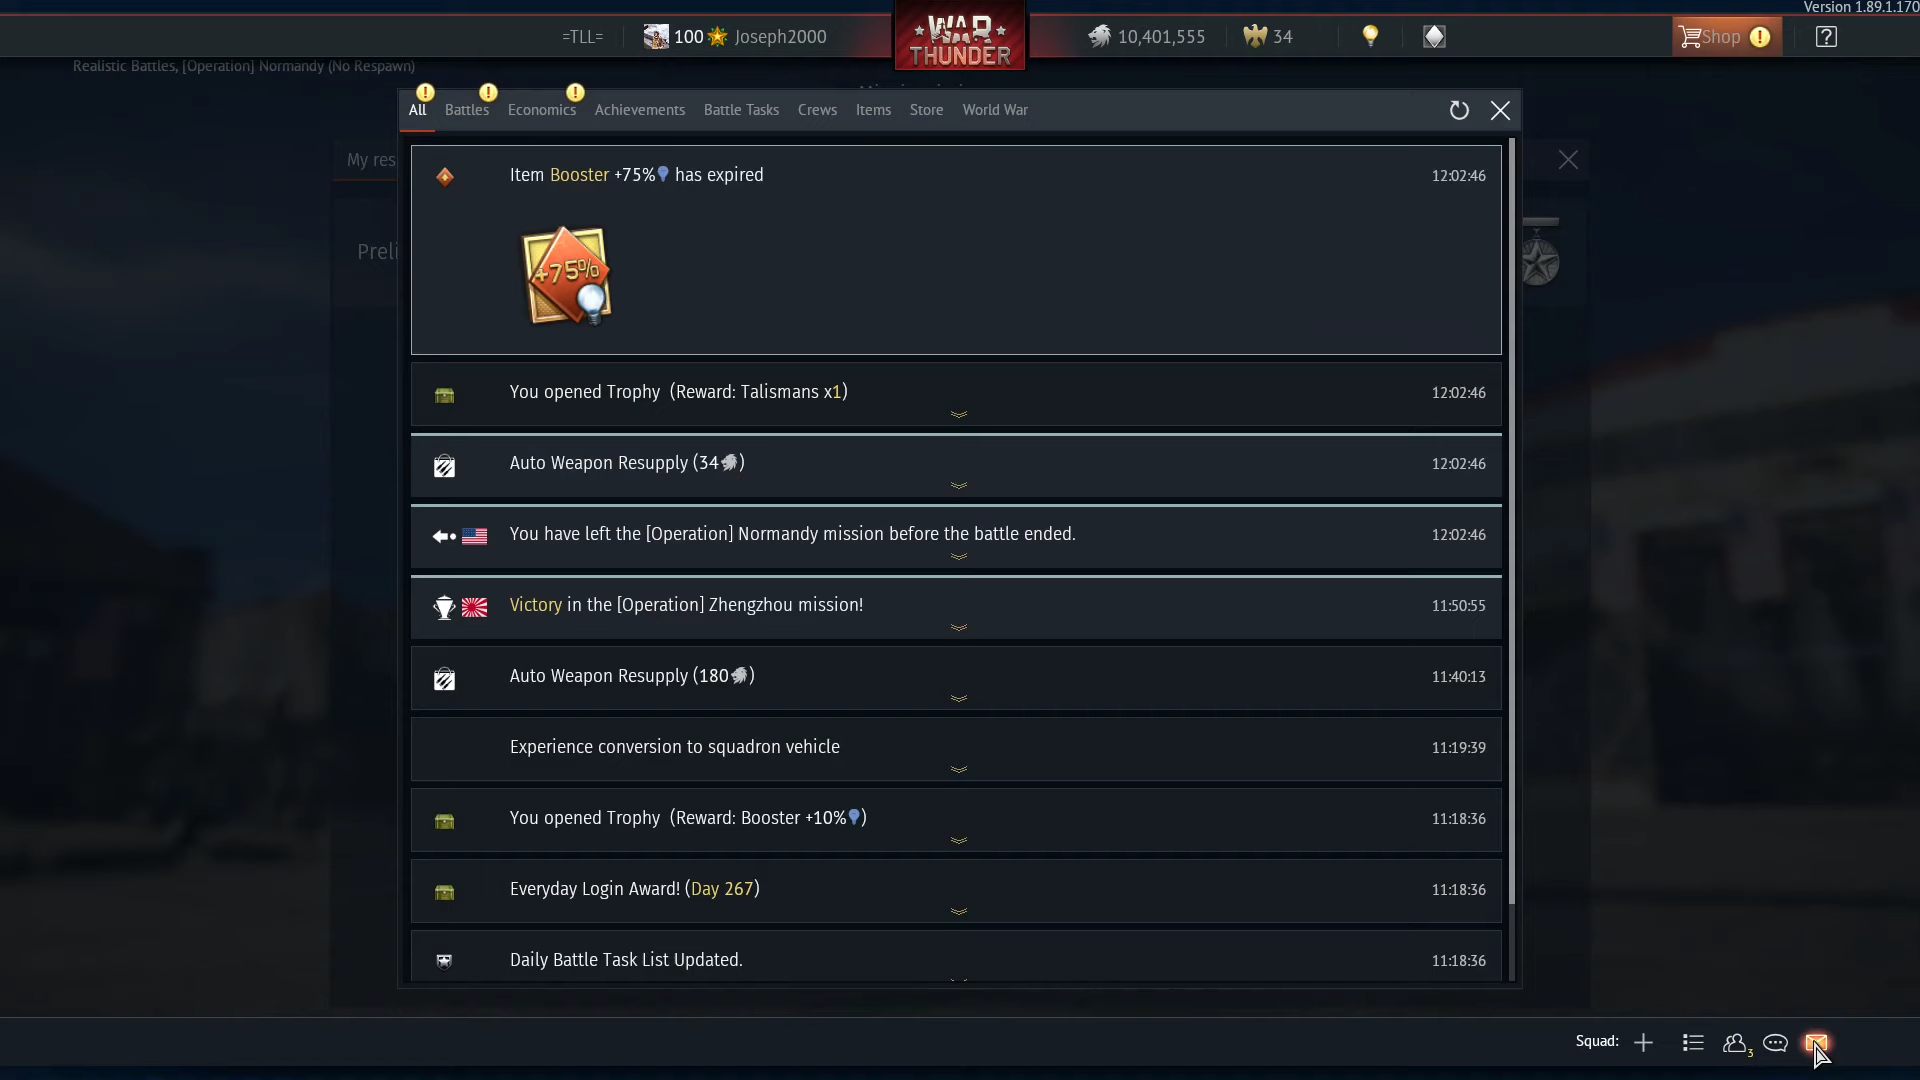 Version 1.89.1.170
=TLL= 100 Joseph2000 WAR THUNDER 10,401,555 34 Shop ! ?
Realistic Battles, [Operation] Normandy (No Respawn)
! ! !
All Battles Economics Achievements Battle Tasks Crews Items Store World War
My res
Item Booster +75% has expired 12:02:46
Preli
+75%
You opened Trophy (Reward: Talismans x1) 12:02:46
Auto Weapon Resupply (34) 12:02:46
You have left the [Operation] Normandy mission before the battle ended. 12:02:46
Victory in the [Operation] Zhengzhou mission! 11:50:55
Auto Weapon Resupply (180) 11:40:13
Experience conversion to squadron vehicle 11:19:39
You opened Trophy (Reward: Booster +10%) 11:18:36
Everyday Login Award! (Day 267) 11:18:36
Daily Battle Task List Updated. 11:18:36
Squad: 3